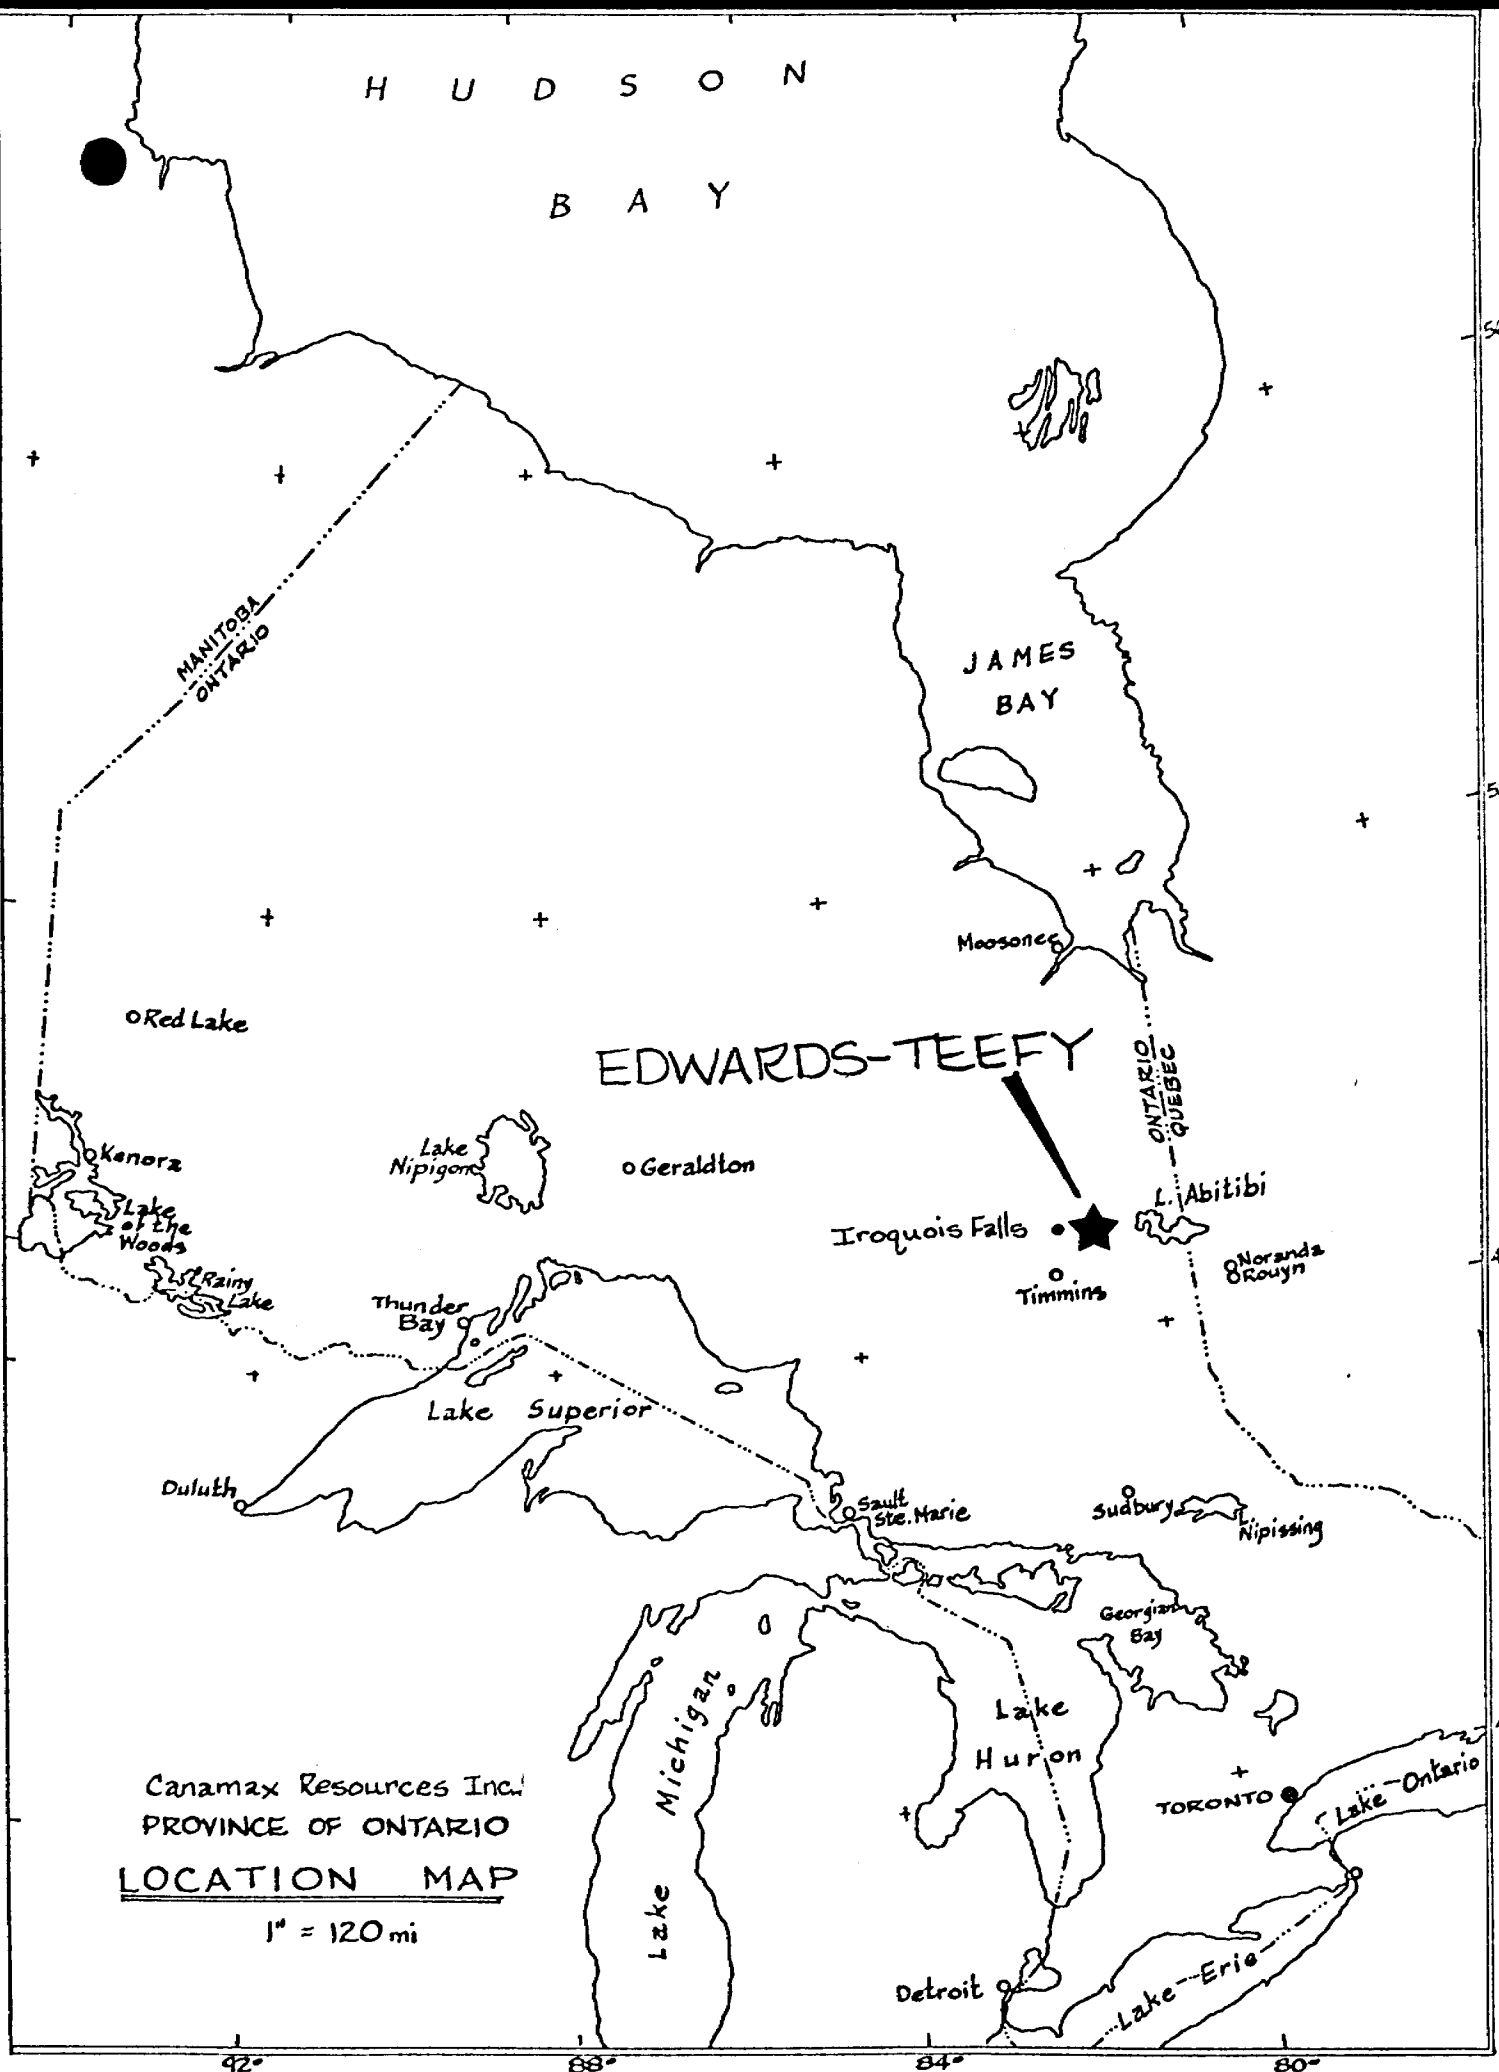 HUDSON
BAY
MANITOBA
ONTARIO
JAMES
BAY
Moosonee
Red Lake
EDWARDS-TEEFY
ONTARIO
QUEBEC
Kenora
Lake
Nipigon
Geraldton
L. Abitibi
Lake
of the
Woods
Iroquois Falls
Noranda
Rouyn
Rainy
Lake
Timmins
Thunder
Bay
Lake Superior
Duluth
Sault
Ste. Marie
Sudbury
L.
Nipissing
Georgian
Bay
Lake
Huron
Lake Michigan
Canamax Resources Inc.
PROVINCE OF ONTARIO
LOCATION MAP
1" = 120 mi
TORONTO
Lake Ontario
Detroit
Lake Erie
92°
88°
84°
80°